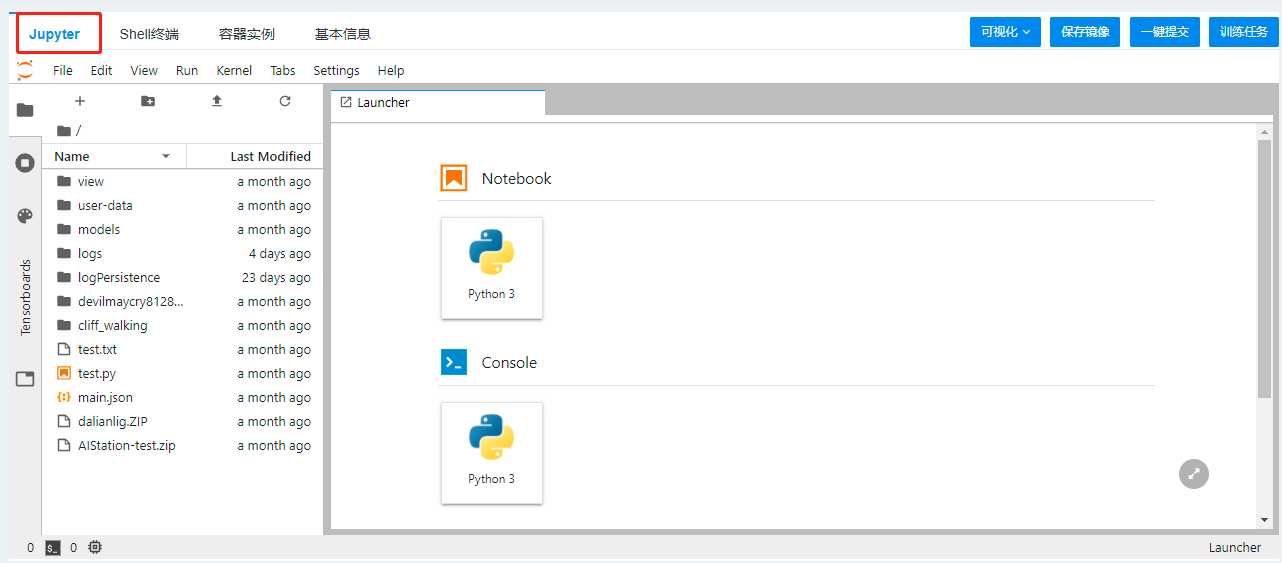 Jupyter Shell终端 容器实例 基本信息 可视化 保存镜像 一键提交 训练任务
File Edit View Run Kernel Tabs Settings Help
Launcher
/
Name Last Modified
view a month ago
user-data a month ago
models a month ago
logs 4 days ago
logPersistence 23 days ago
devilmaycry8128... a month ago
cliff_walking a month ago
test.txt a month ago
test.py a month ago
main.json a month ago
dalianlig.ZIP a month ago
AIStation-test.zip a month ago
Tensorboards
Notebook
Python 3
Console
Python 3
0 $_ 0 Launcher